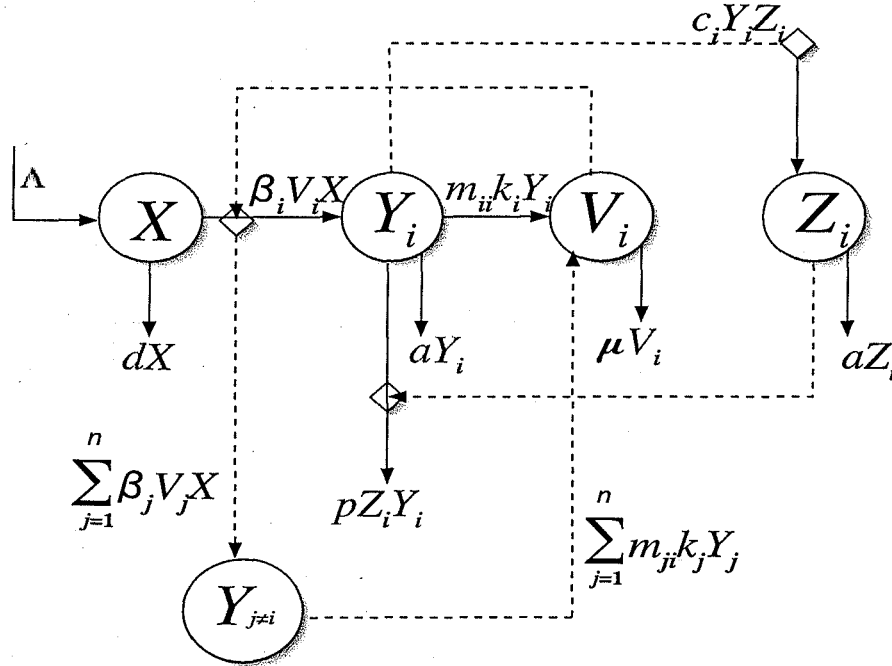 c_i Y_i Z_i
Λ
X
β_i V_i X
Y_i
m_ii k_i Y_i
V_i
Z_i
dX
aY_i
μV_i
aZ_i
n
∑ β_j V_j X
j=1
pZ_i Y_i
n
∑ m_ji k_j Y_j
j=1
Y_j≠i